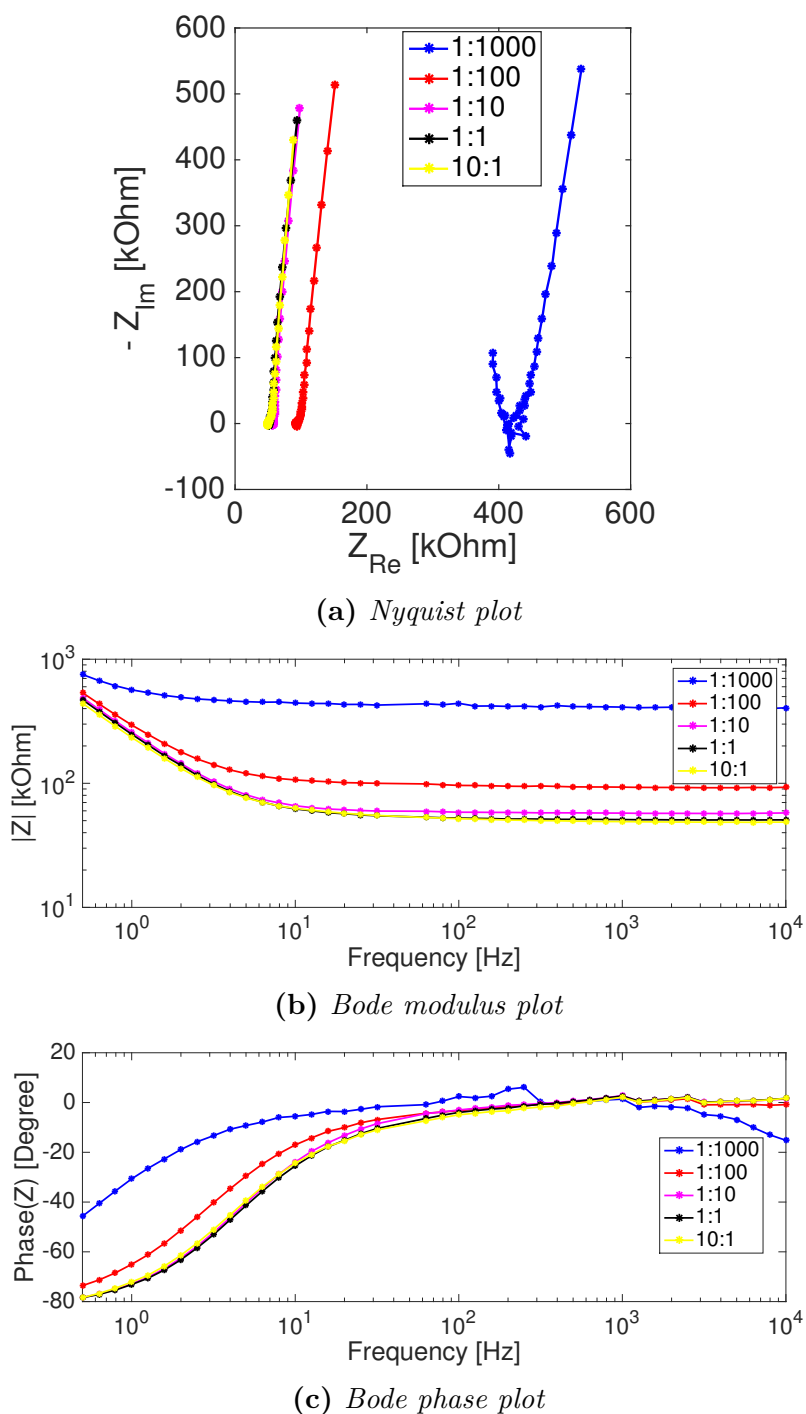 600
500
400
300
200
100
0
-100
- Z_Im [kOhm]
1:1000
1:100
1:10
1:1
10:1
0 200 400 600
Z_Re [kOhm]
(a) Nyquist plot
10^3
10^2
10^1
|Z| [kOhm]
1:1000
1:100
1:10
1:1
10:1
10^0 10^1 10^2 10^3 10^4
Frequency [Hz]
(b) Bode modulus plot
20
0
-20
-40
-60
-80
Phase(Z) [Degree]
1:1000
1:100
1:10
1:1
10:1
10^0 10^1 10^2 10^3 10^4
Frequency [Hz]
(c) Bode phase plot